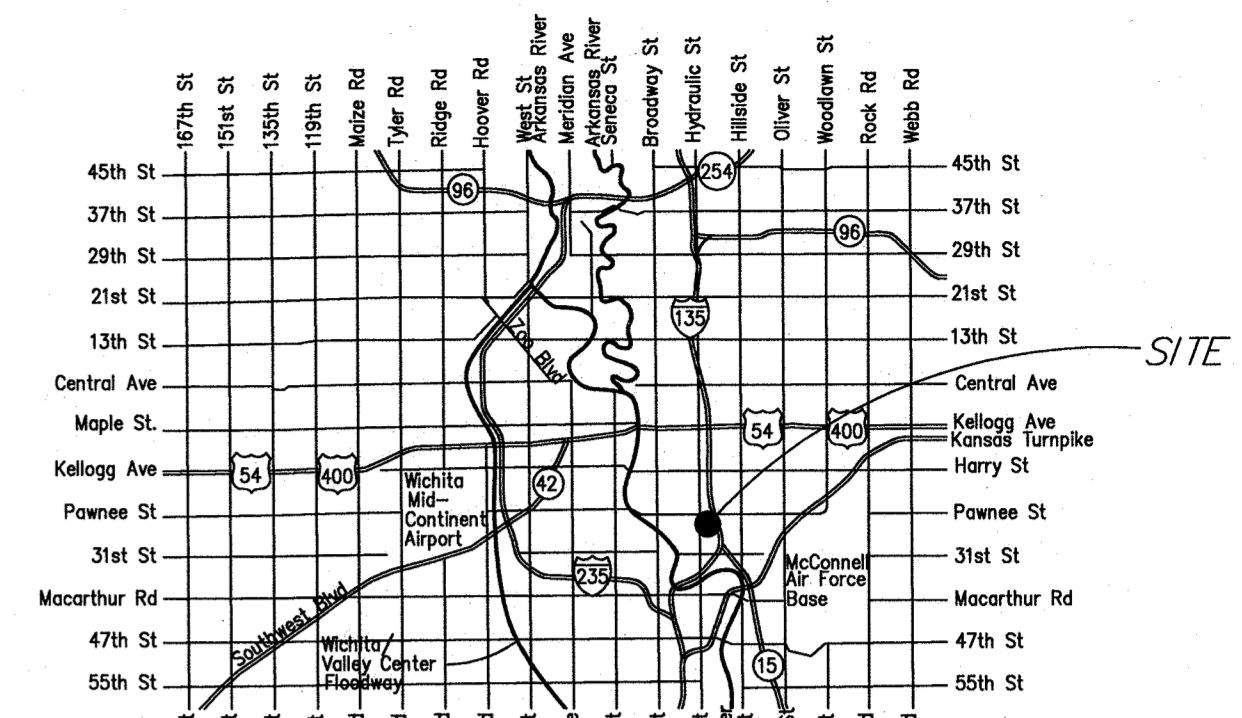 167th St
151st St
135th St
119th St
Maize Rd
Tyler Rd
Ridge Rd
Hoover Rd
West St
Arkansas River
Meridian Ave
Arkansas River
Seneca St
Broadway St
Hydraulic St
Hillside St
Oliver St
Woodlawn St
Rock Rd
Webb Rd
45th St
254
45th St
96
37th St
37th St
96
29th St
29th St
21st St
21st St
135
13th St
Zoo Blvd
13th St
SITE
Central Ave
Central Ave
Maple St.
54
400
Kellogg Ave
Kansas Turnpike
Kellogg Ave
54
400
Wichita
Mid-
Continent
Airport
42
Harry St
Pawnee St
Pawnee St
31st St
31st St
235
McConnell
Air Force
Base
Macarthur Rd
Southwest Blvd
Macarthur Rd
47th St
Wichita/
Valley Center
Floodway
47th St
15
55th St
55th St